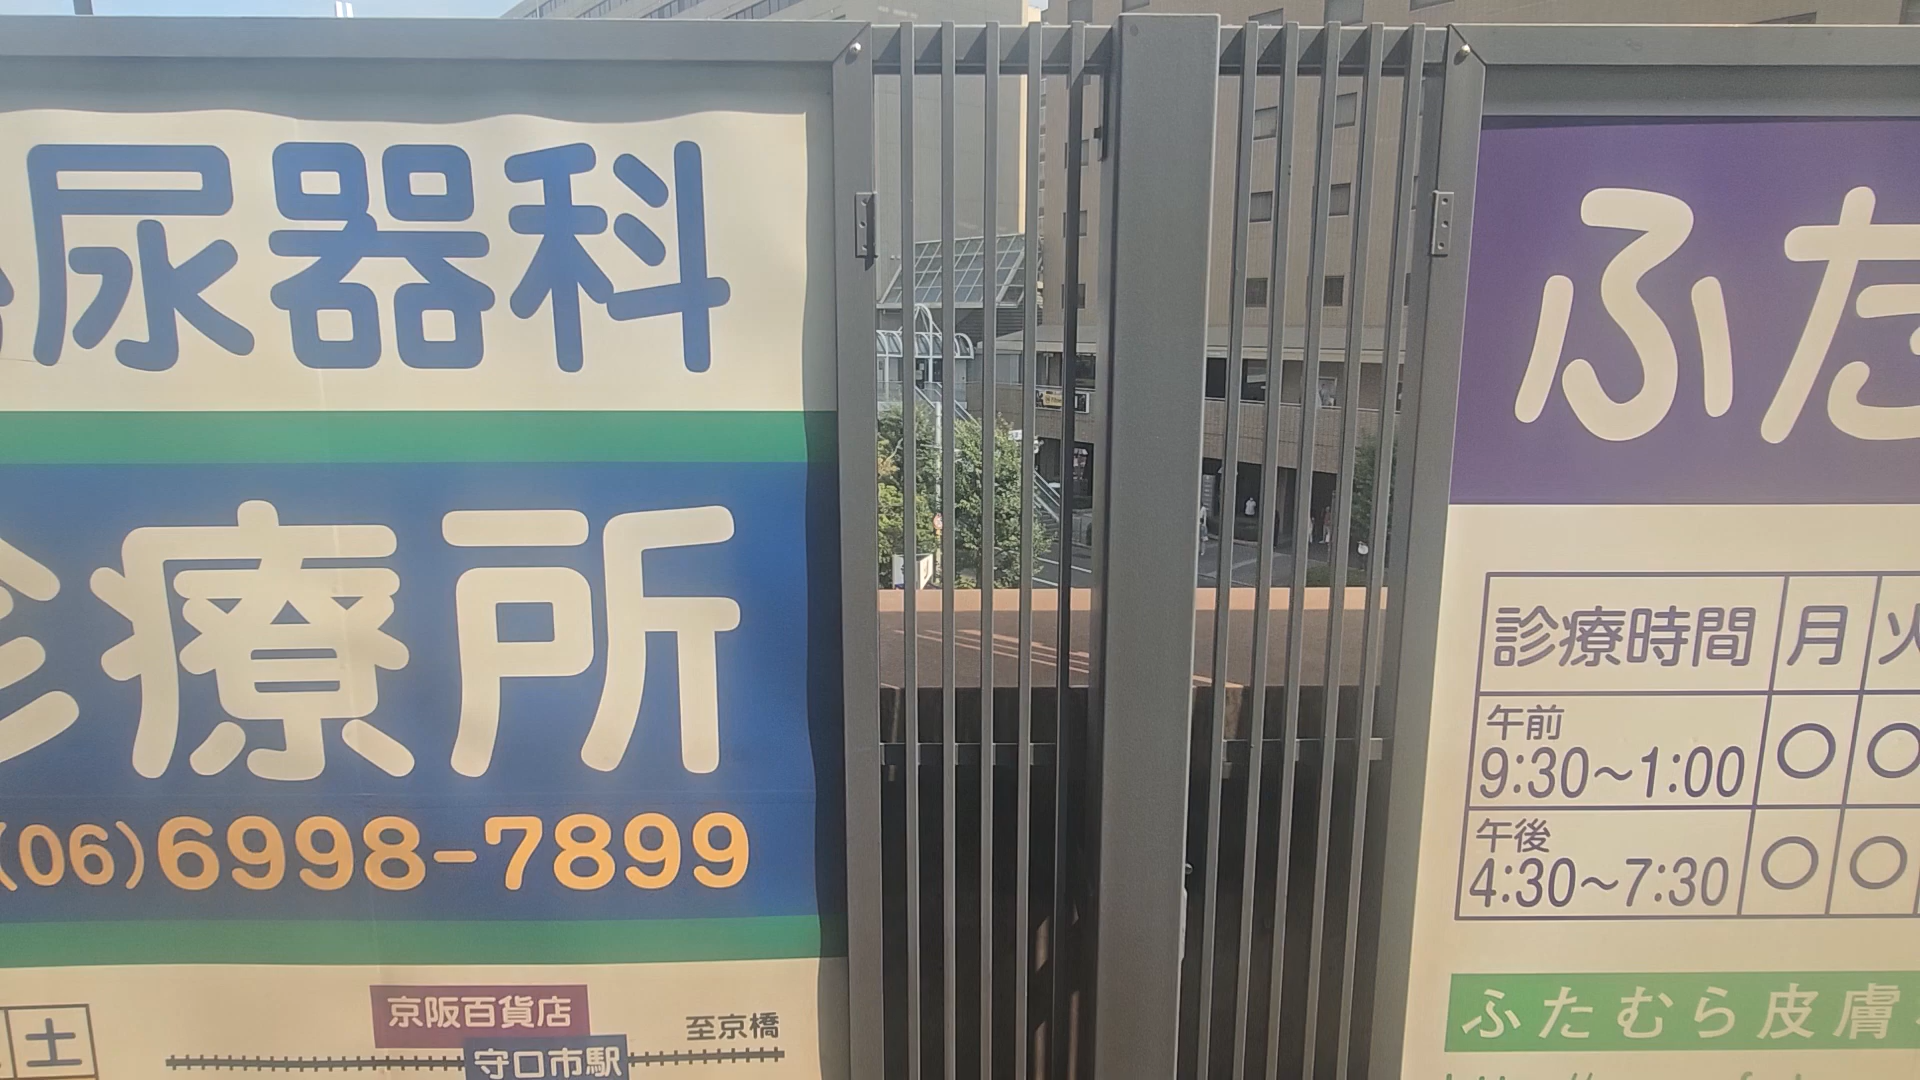 尿器科
診療所
(06)6998-7899
土
京阪百貨店
至京橋
守口市駅
ふた
診療時間 月 火
午前
9:30~1:00 ○ ○
午後
4:30~7:30 ○ ○
ふたむら皮膚